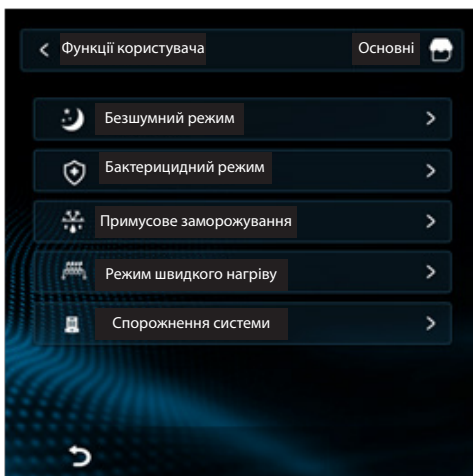 Функції користувача Основні
Безшумний режим
Бактерицидний режим
Примусове заморожування
Режим швидкого нагріву
Спорожнення системи